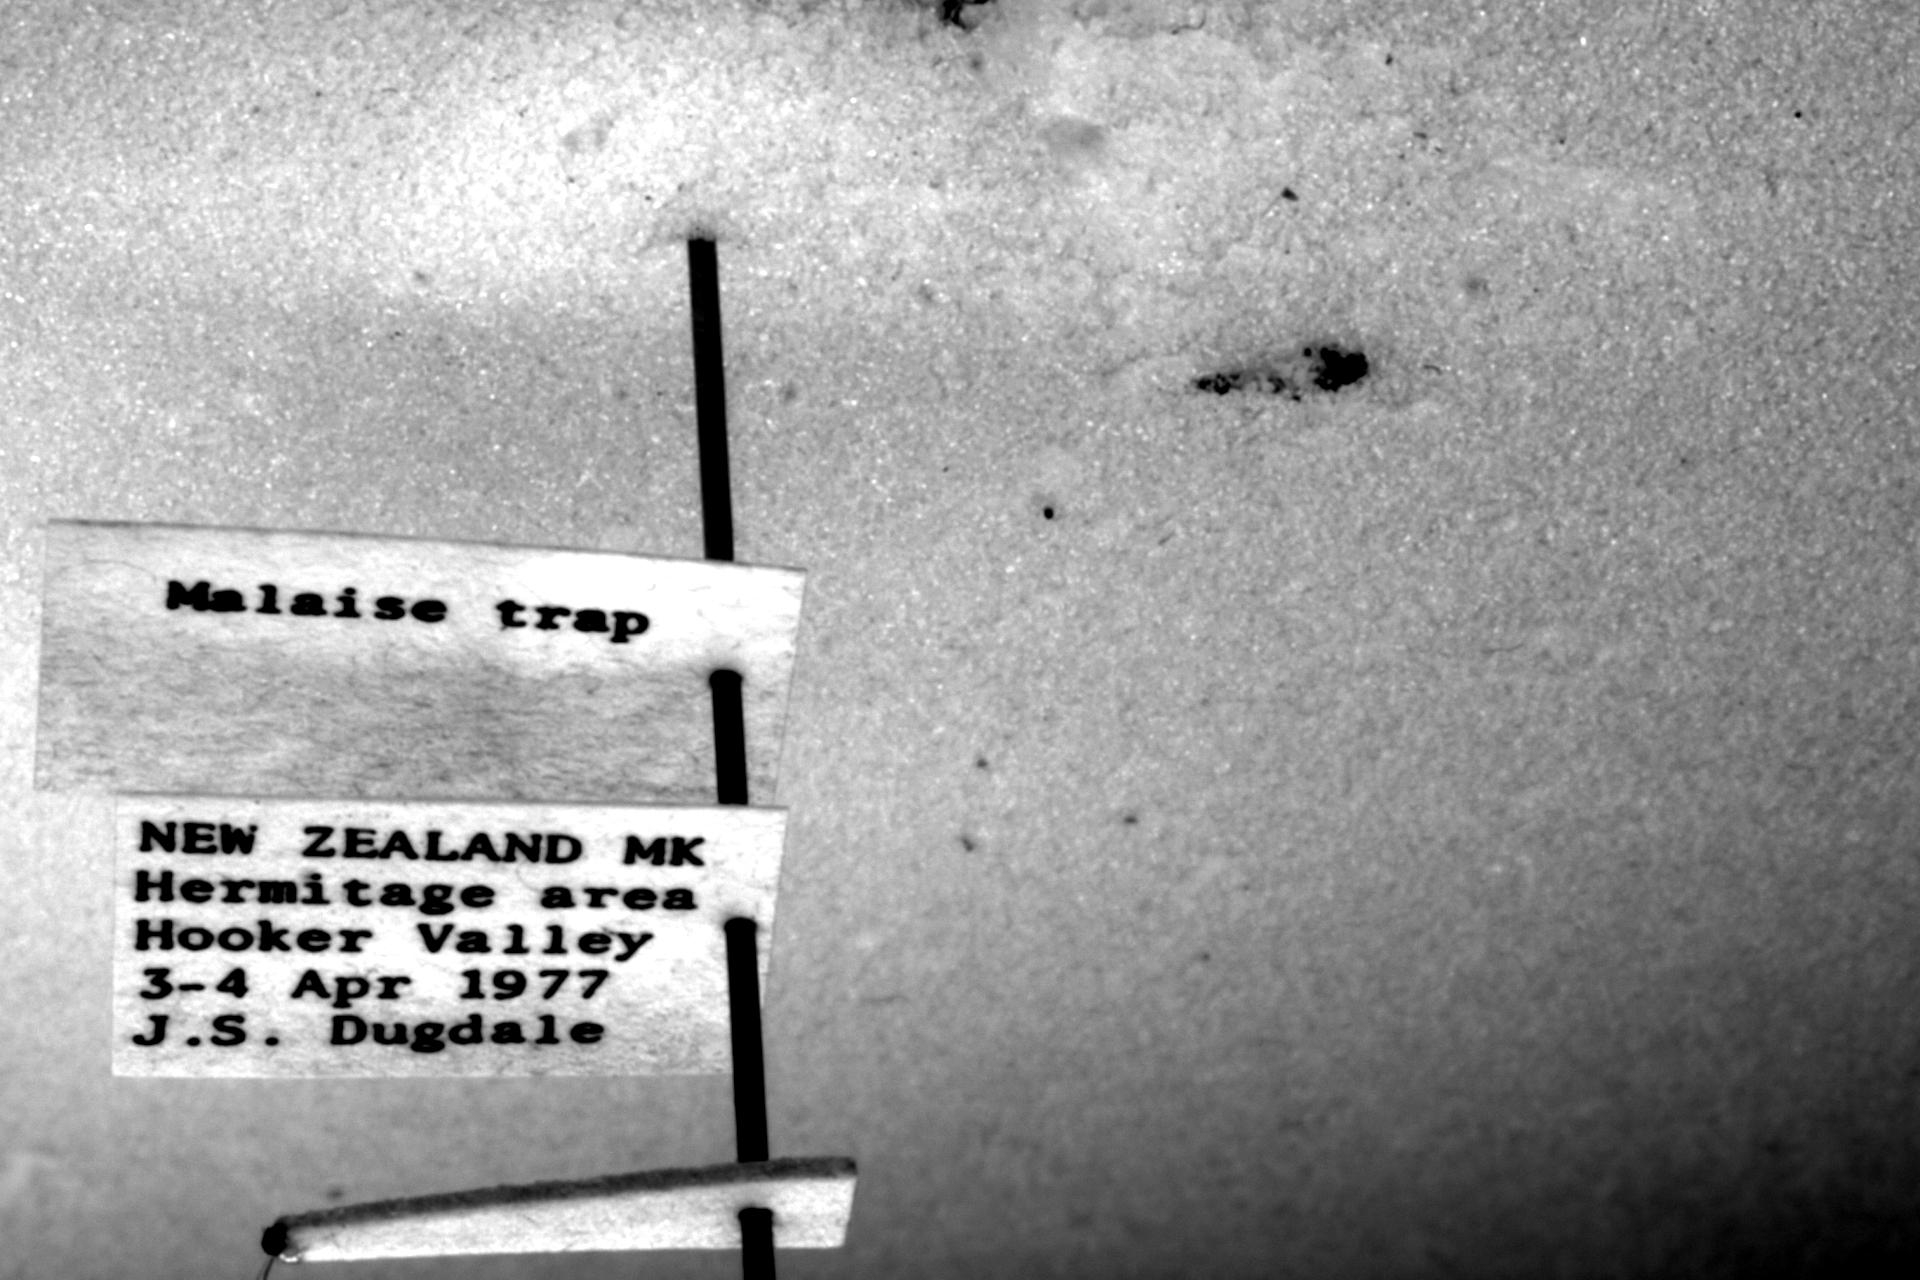 Malaise trap
NEW ZEALAND MK
Hermitage area
Hooker Valley
3-4 Apr 1977
J.S. Dugdale